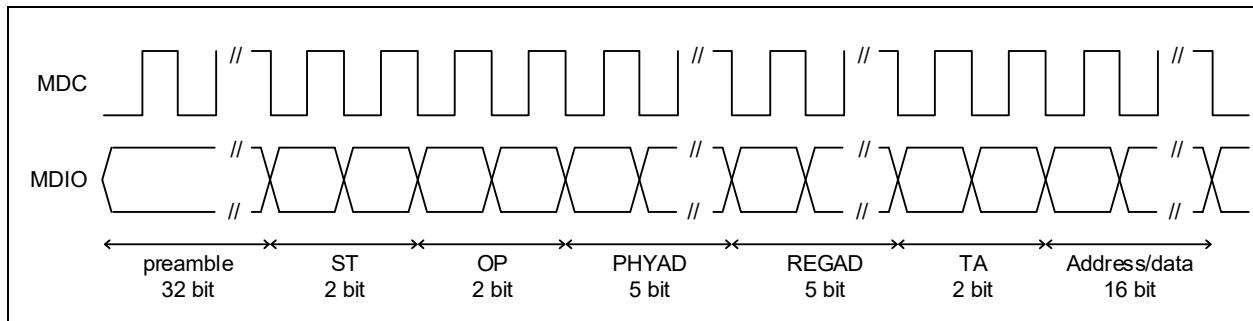 // // // //
MDC
// // // //
MDIO
// // // //
preamble ST OP PHYAD REGAD TA Address/data
32 bit 2 bit 2 bit 5 bit 5 bit 2 bit 16 bit